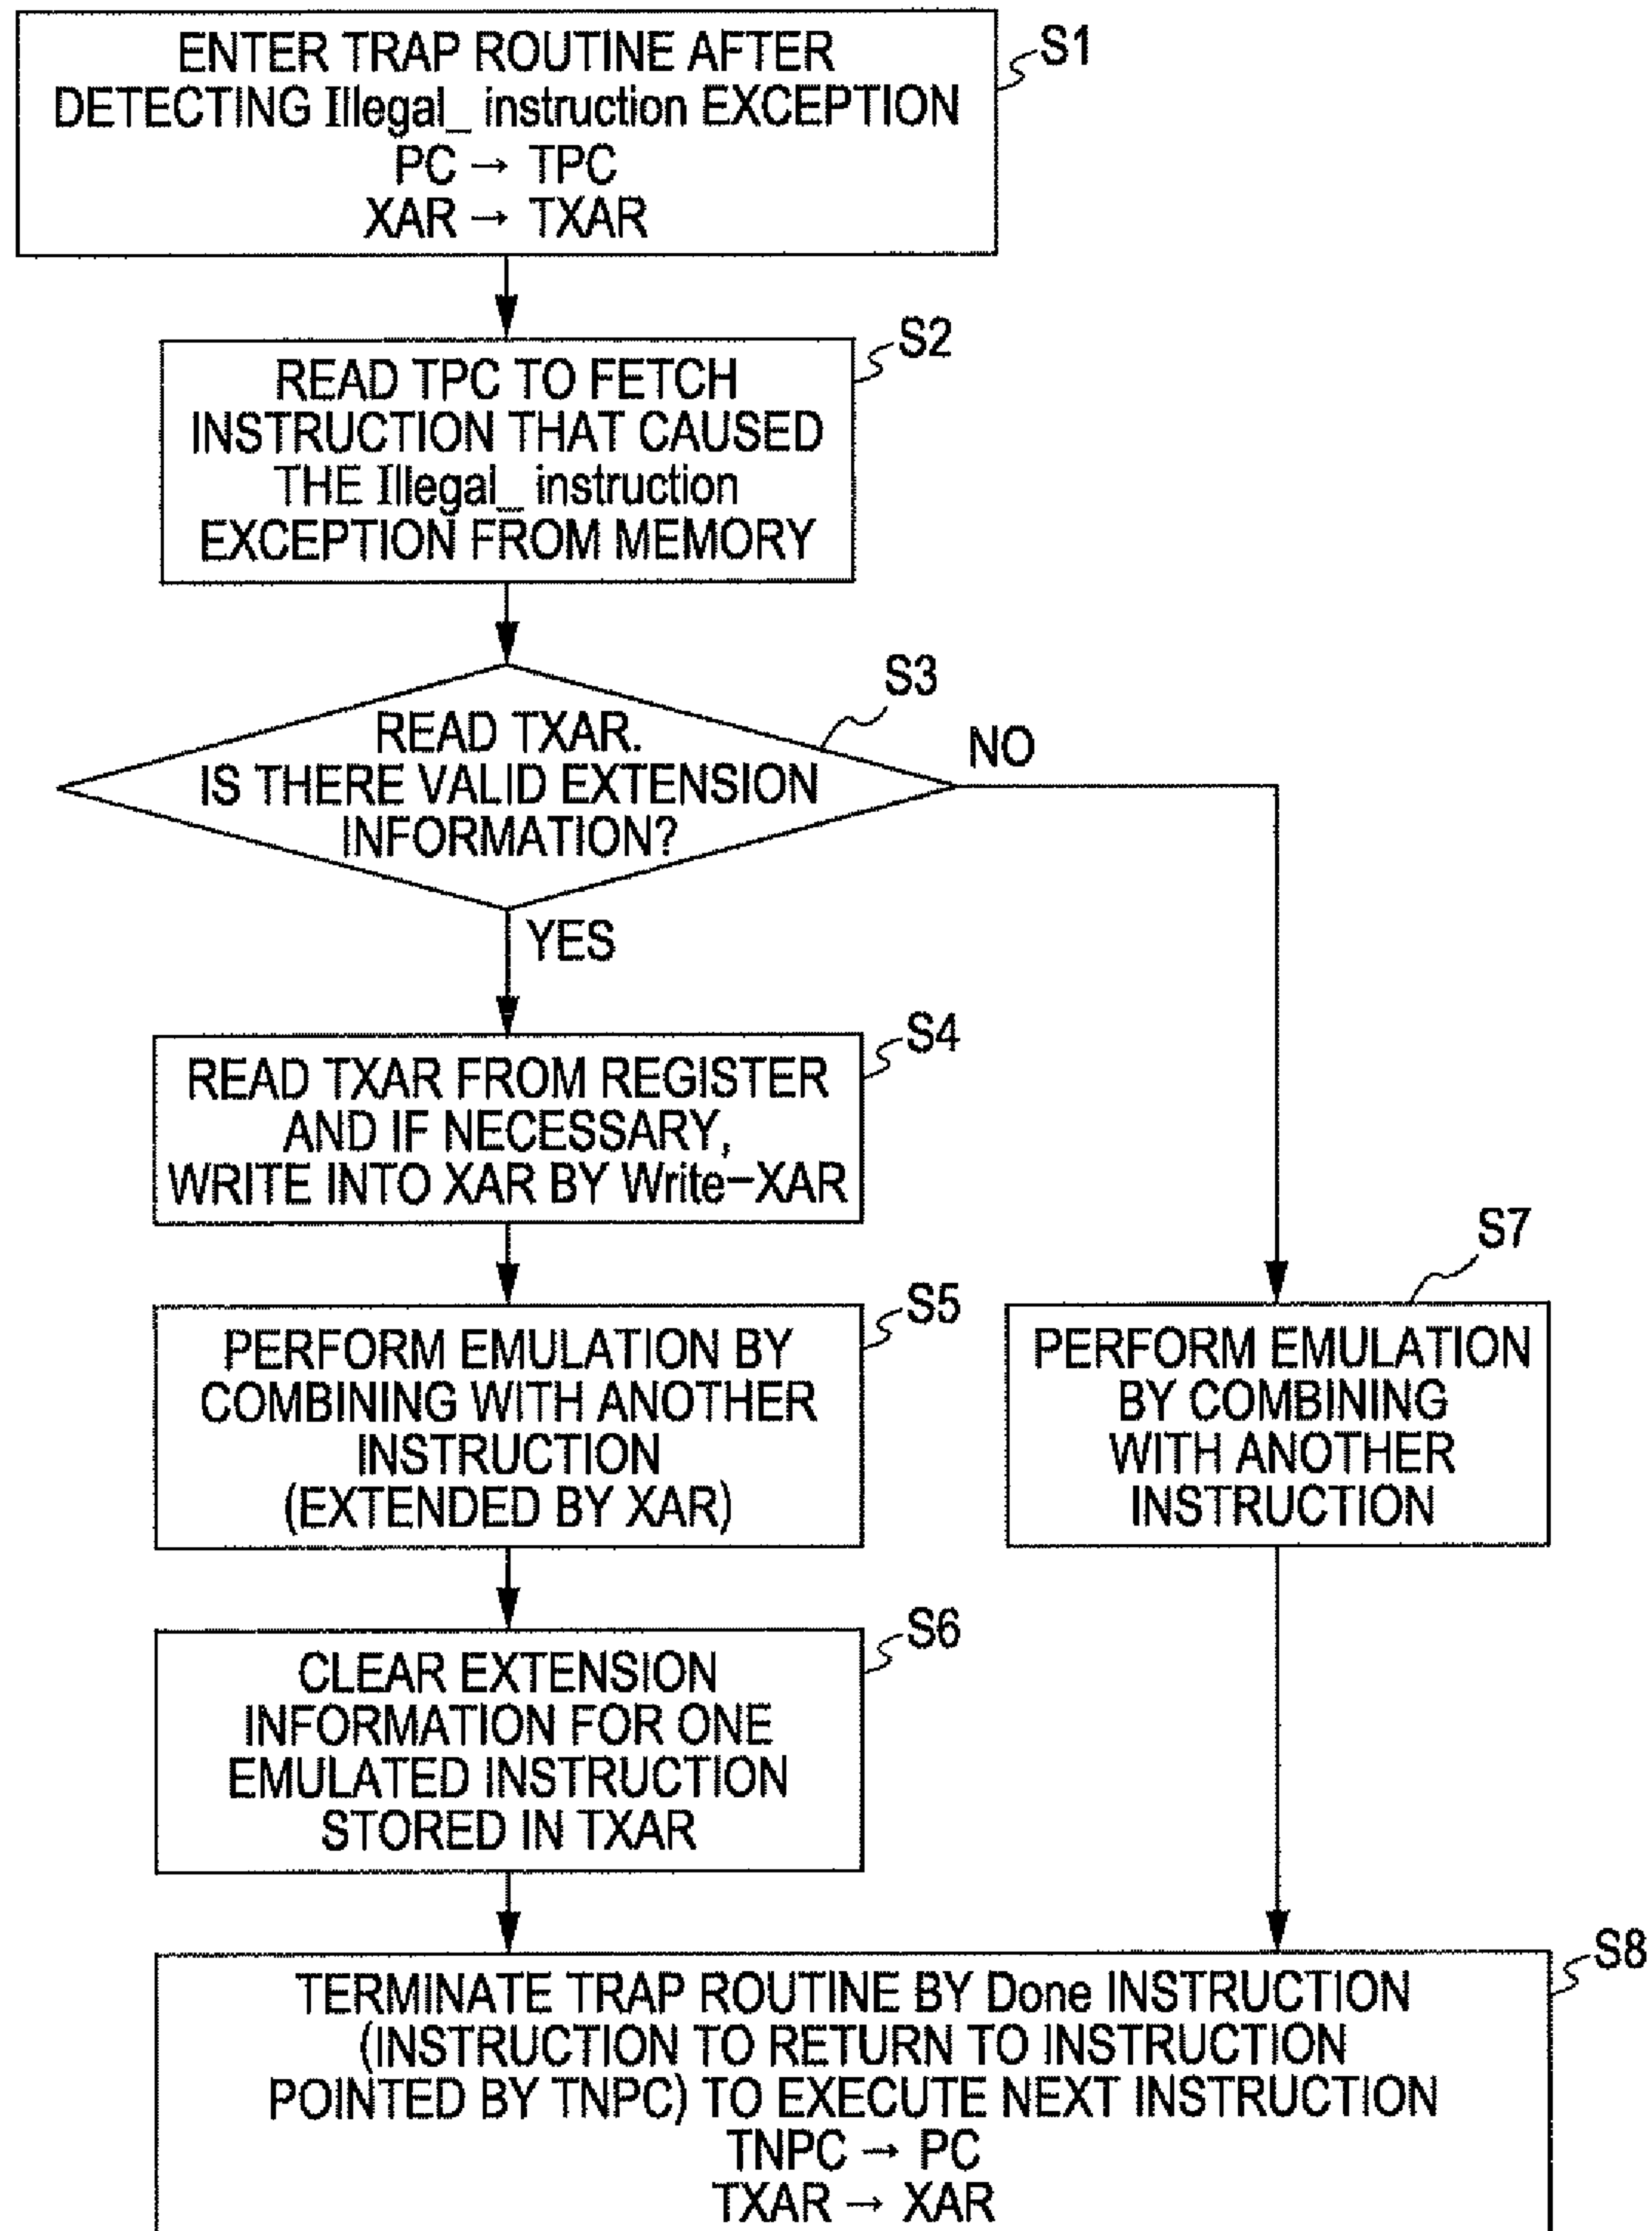 ENTER TRAP ROUTINE AFTER
DETECTING Illegal_ instruction EXCEPTION
PC → TPC
XAR → TXAR
S1
READ TPC TO FETCH
INSTRUCTION THAT CAUSED
THE Illegal_ instruction
EXCEPTION FROM MEMORY
S2
READ TXAR.
IS THERE VALID EXTENSION
INFORMATION?
S3
NO
YES
READ TXAR FROM REGISTER
AND IF NECESSARY,
WRITE INTO XAR BY Write-XAR
S4
PERFORM EMULATION BY
COMBINING WITH ANOTHER
INSTRUCTION
(EXTENDED BY XAR)
S5
PERFORM EMULATION
BY COMBINING
WITH ANOTHER
INSTRUCTION
S7
CLEAR EXTENSION
INFORMATION FOR ONE
EMULATED INSTRUCTION
STORED IN TXAR
S6
TERMINATE TRAP ROUTINE BY Done INSTRUCTION
(INSTRUCTION TO RETURN TO INSTRUCTION
POINTED BY TNPC) TO EXECUTE NEXT INSTRUCTION
TNPC → PC
TXAR → XAR
S8